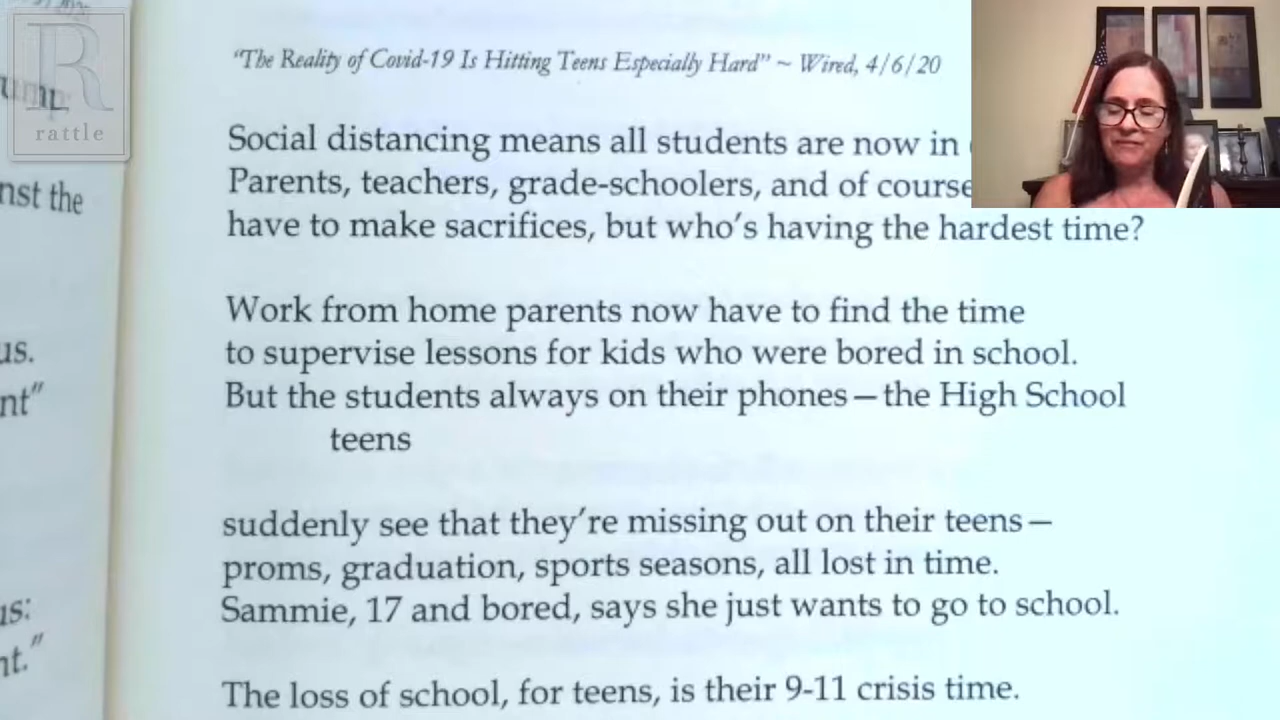 R
rattle
nst the
us.
nt"
us:
nt."
"The Reality of Covid-19 Is Hitting Teens Especially Hard" ~ Wired, 4/6/20
Social distancing means all students are now in
Parents, teachers, grade-schoolers, and of course
have to make sacrifices, but who's having the hardest time?
Work from home parents now have to find the time
to supervise lessons for kids who were bored in school.
But the students always on their phones—the High School
teens
suddenly see that they're missing out on their teens—
proms, graduation, sports seasons, all lost in time.
Sammie, 17 and bored, says she just wants to go to school.
The loss of school, for teens, is their 9-11 crisis time.